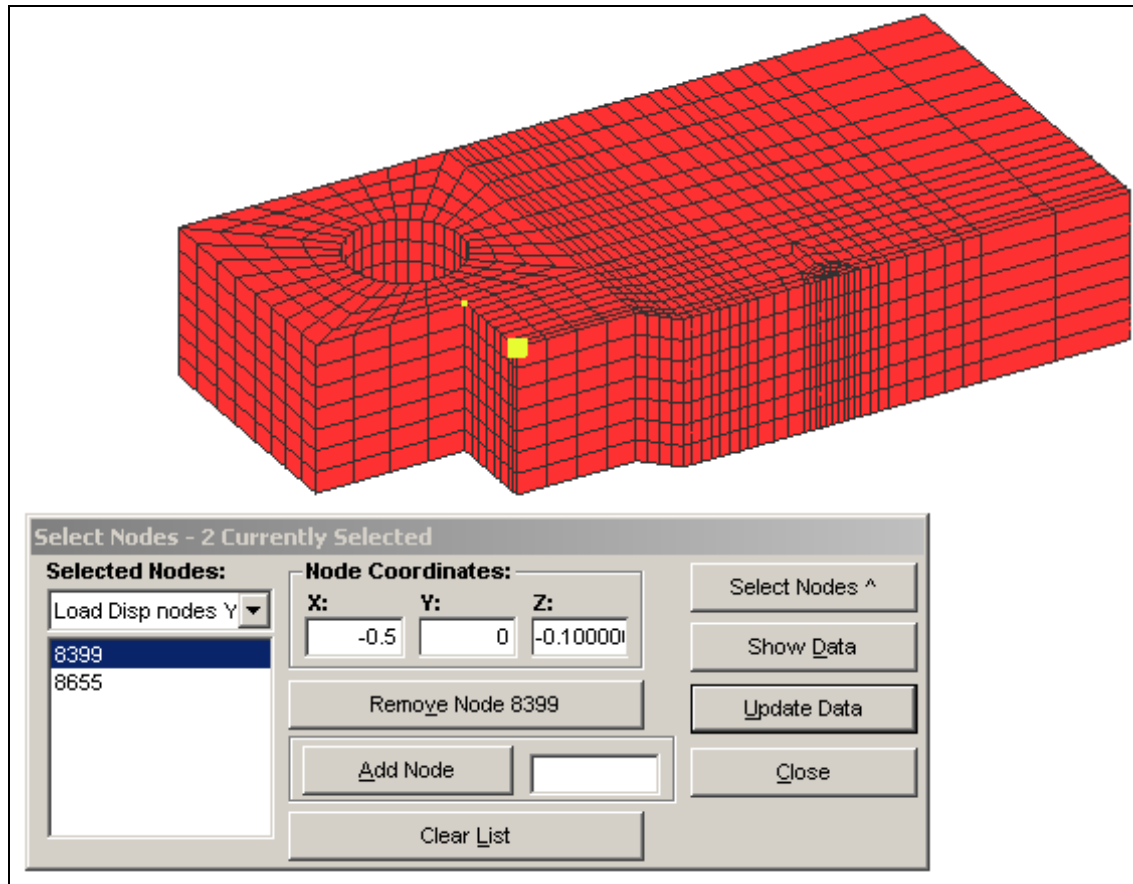 Select Nodes - 2 Currently Selected
Selected Nodes:
Load Disp nodes Y
8399
8655
Node Coordinates:
X: Y: Z:
-0.5 0 -0.10000
Remove Node 8399
Add Node
Clear List
Select Nodes ^
Show Data
Update Data
Close